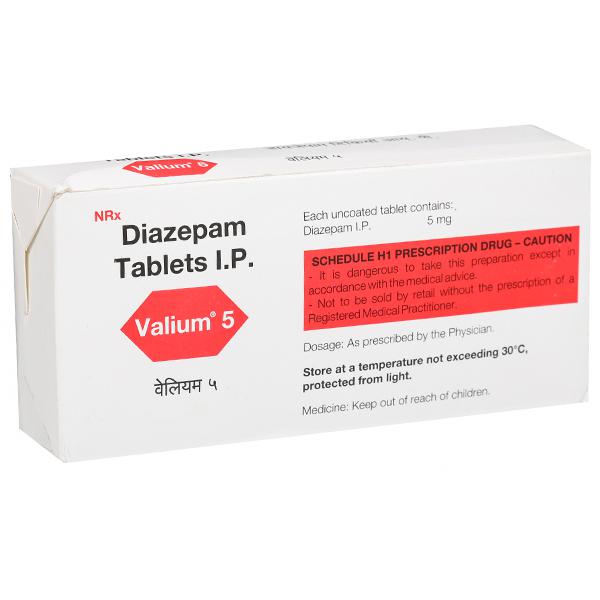 Tablets I.P.
Valium® 5
वेलियम ५
NRx
Diazepam
Tablets I.P.
Valium® 5
वेलियम ५
Each uncoated tablet contains:
Diazepam I.P. 5 mg
SCHEDULE H1 PRESCRIPTION DRUG – CAUTION
- It is dangerous to take this preparation except in
accordance with the medical advice.
- Not to be sold by retail without the prescription of a
Registered Medical Practitioner.
Dosage: As prescribed by the Physician.
Store at a temperature not exceeding 30°C,
protected from light.
Medicine: Keep out of reach of children.